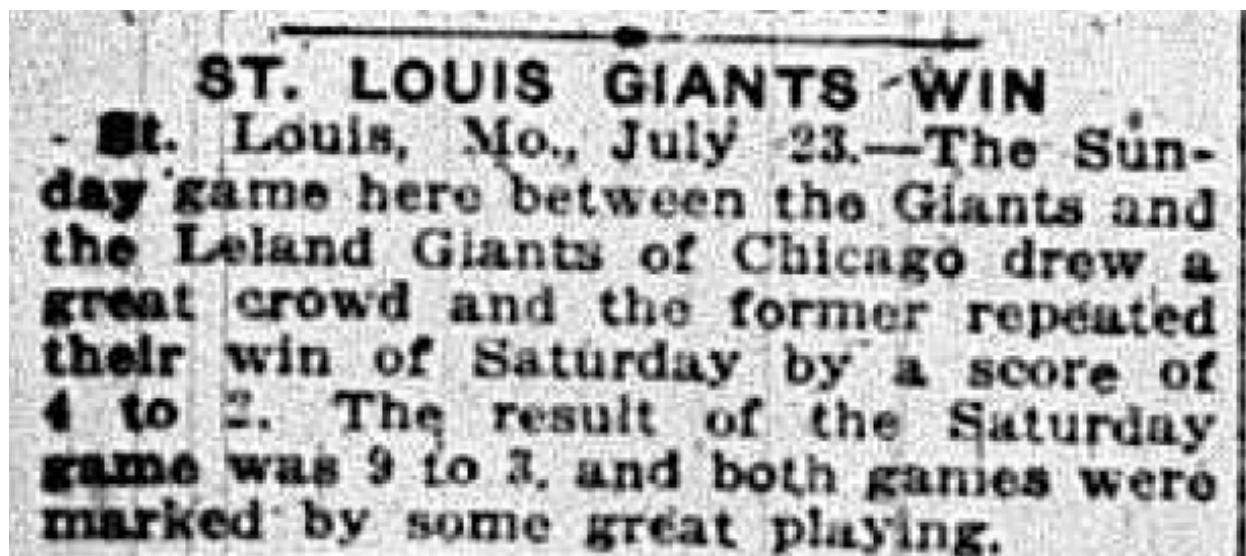 ST. LOUIS GIANTS WIN
St. Louis, Mo., July 23.—The Sun-
day game here between the Giants and
the Leland Giants of Chicago drew a
great crowd and the former repeated
their win of Saturday by a score of
4 to 2. The result of the Saturday
game was 9 to 3, and both games were
marked by some great playing.